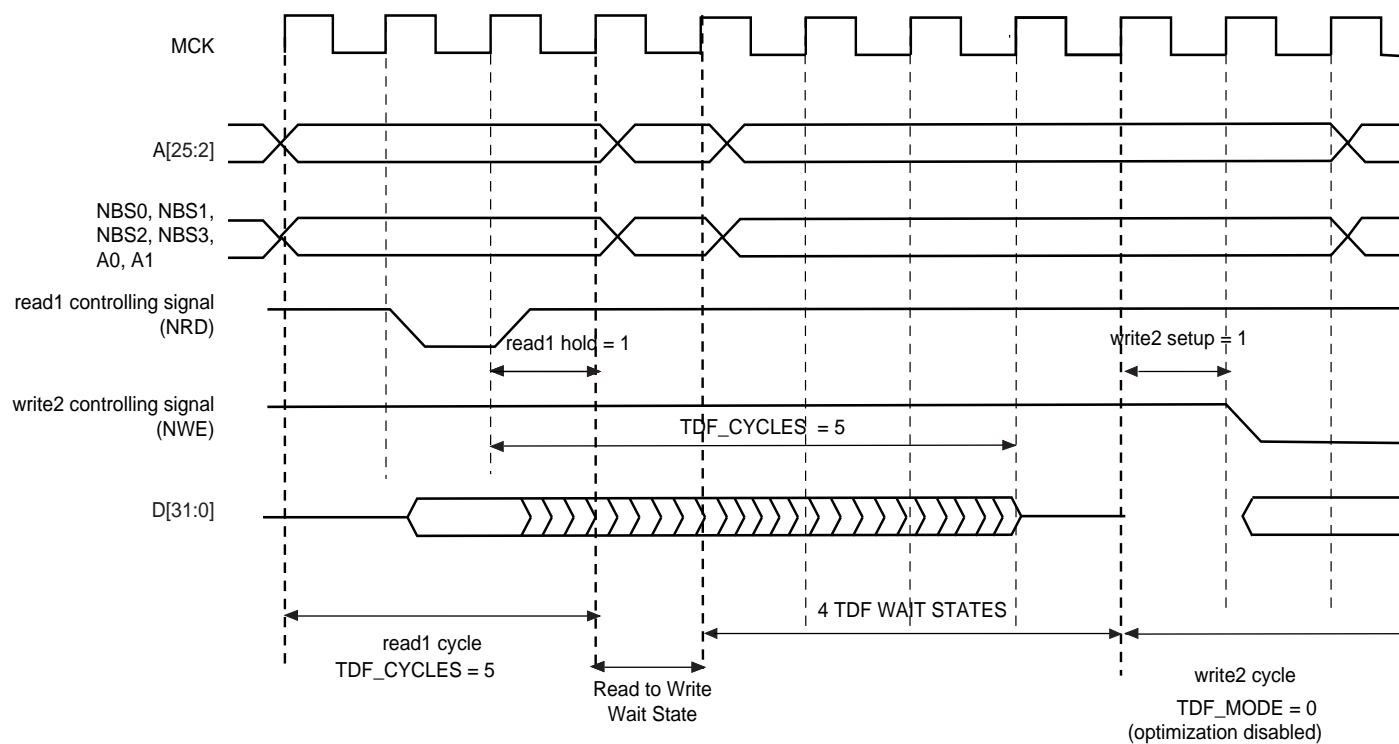 MCK
A[25:2]
NBS0, NBS1,
NBS2, NBS3,
A0, A1
read1 controlling signal
(NRD)
read1 hold = 1
write2 setup = 1
write2 controlling signal
(NWE)
TDF_CYCLES = 5
D[31:0]
4 TDF WAIT STATES
read1 cycle
TDF_CYCLES = 5
Read to Write
Wait State
write2 cycle
TDF_MODE = 0
(optimization disabled)